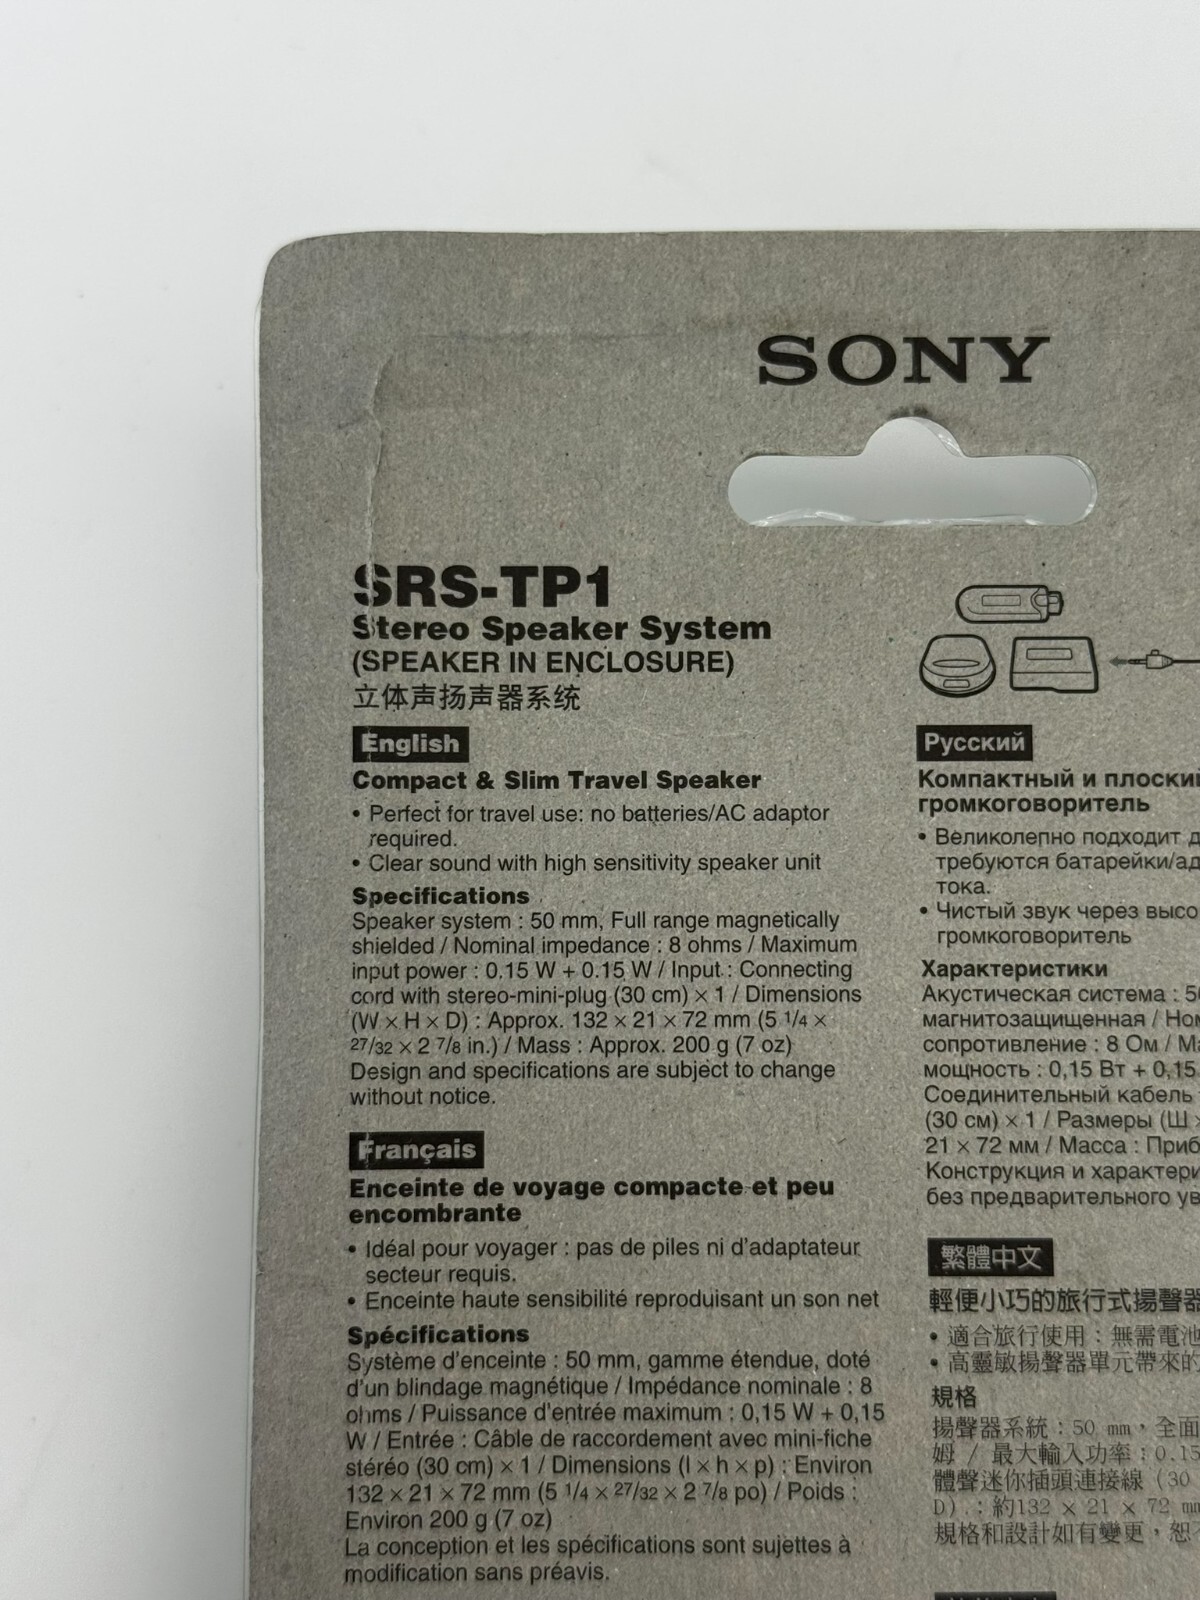 SONY
SRS-TP1
Stereo Speaker System
(SPEAKER IN ENCLOSURE)
立体声扬声器系统
English
Compact & Slim Travel Speaker
• Perfect for travel use: no batteries/AC adaptor
required.
• Clear sound with high sensitivity speaker unit
Specifications
Speaker system : 50 mm, Full range magnetically
shielded / Nominal impedance : 8 ohms / Maximum
input power : 0.15 W + 0.15 W / Input : Connecting
cord with stereo-mini-plug (30 cm) × 1 / Dimensions
(W × H × D) : Approx. 132 × 21 × 72 mm (5 1/4 ×
27/32 × 2 7/8 in.) / Mass : Approx. 200 g (7 oz)
Design and specifications are subject to change
without notice.
Français
Enceinte de voyage compacte et peu
encombrante
• Idéal pour voyager : pas de piles ni d'adaptateur
secteur requis.
• Enceinte haute sensibilité reproduisant un son net
Spécifications
Système d'enceinte : 50 mm, gamme étendue, doté
d'un blindage magnétique / Impédance nominale : 8
ohms / Puissance d'entrée maximum : 0,15 W + 0,15
W / Entrée : Câble de raccordement avec mini-fiche
stéréo (30 cm) × 1 / Dimensions (l × h × p) : Environ
132 × 21 × 72 mm (5 1/4 × 27/32 × 2 7/8 po) / Poids :
Environ 200 g (7 oz)
La conception et les spécifications sont sujettes à
modification sans préavis.
Русский
Компактный и плоский
громкоговоритель
• Великолепно подходит
требуются батарейки/
тока.
• Чистый звук через
громкоговоритель
Характеристики
Акустическая система :
магнитозащищенная /
сопротивление : 8 Ом /
мощность : 0,15 Вт + 0,15
Соединительный кабель
(30 см) × 1 / Размеры (Ш ×
21 × 72 мм / Масса :
Конструкция и
без предварительного
繁體中文
輕便小巧的旅行式揚聲器
• 適合旅行使用：無需電池
• 高靈敏揚聲器單元帶來的
規格
揚聲器系統：50 mm，全面
姆 / 最大輸入功率：0.15
體聲迷你插頭連接線（30
D）：約132 × 21 × 72 mm
規格和設計如有變更，恕